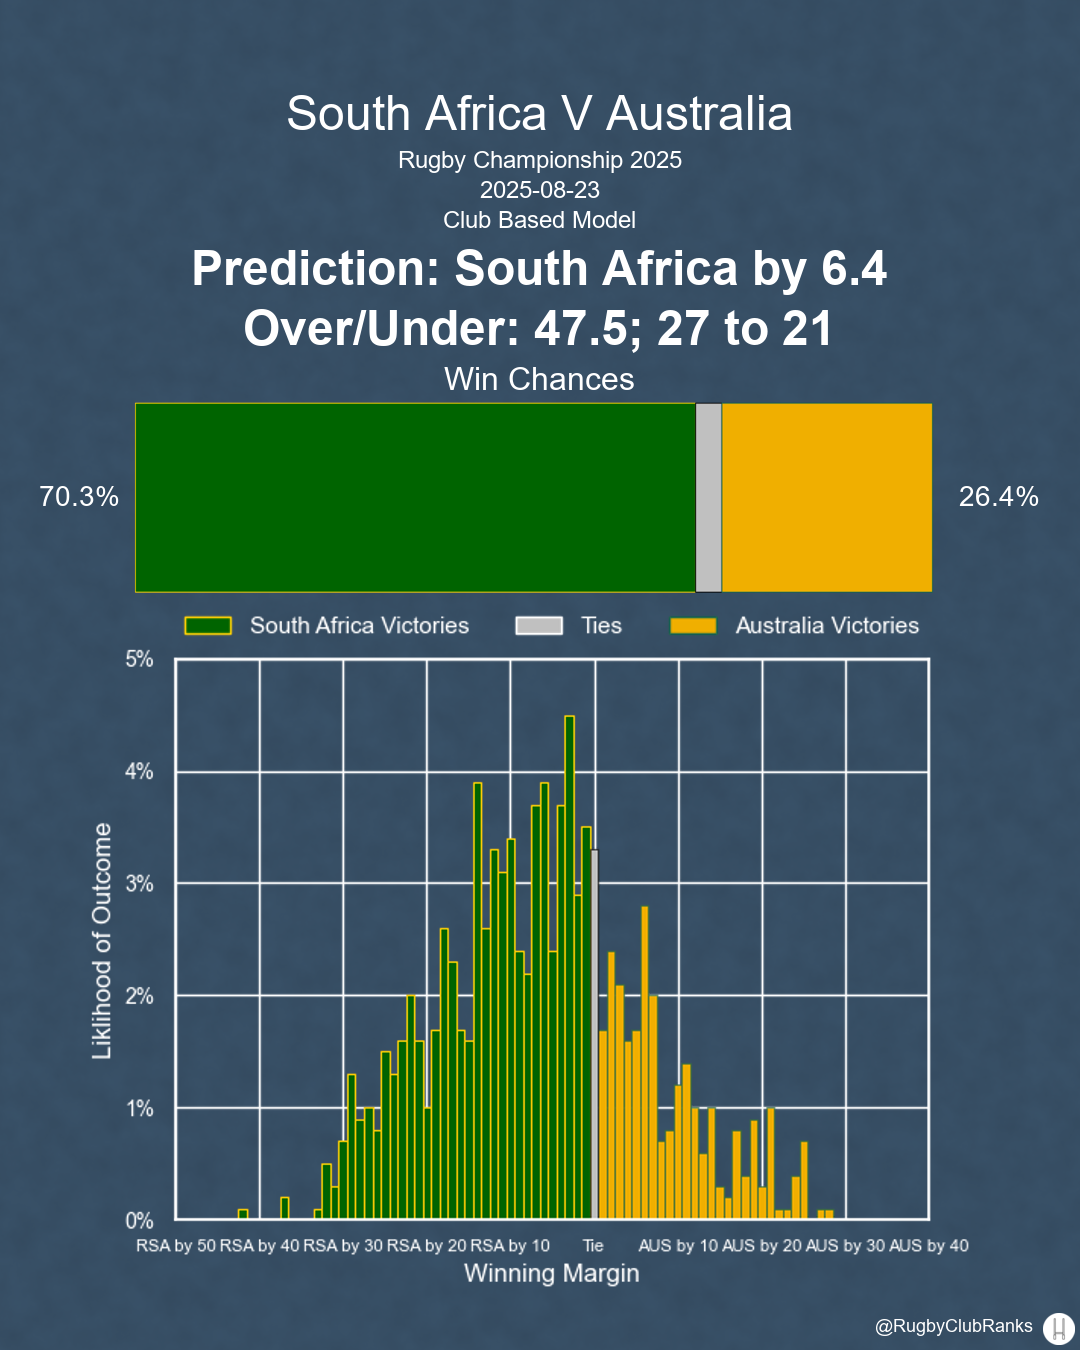 South Africa V Australia
Rugby Championship 2025
2025-08-23
Club Based Model
Prediction: South Africa by 6.4
Over/Under: 47.5; 27 to 21
Win Chances
70.3%
26.4%
South Africa Victories
Ties
Australia Victories
5%
4%
3%
2%
1%
0%
Liklihood of Outcome
RSA by 50 RSA by 40 RSA by 30 RSA by 20 RSA by 10 Tie AUS by 10 AUS by 20 AUS by 30 AUS by 40
Winning Margin
@RugbyClubRanks